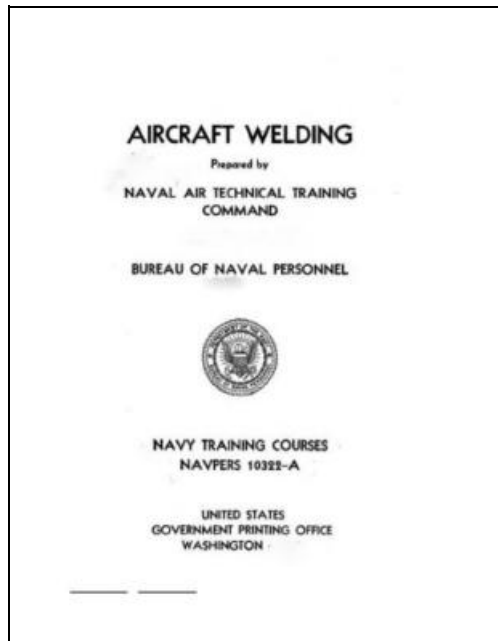 AIRCRAFT WELDING
Prepared by
NAVAL AIR TECHNICAL TRAINING
COMMAND
BUREAU OF NAVAL PERSONNEL
NAVY TRAINING COURSES
NAVPERS 10322-A
UNITED STATES
GOVERNMENT PRINTING OFFICE
WASHINGTON